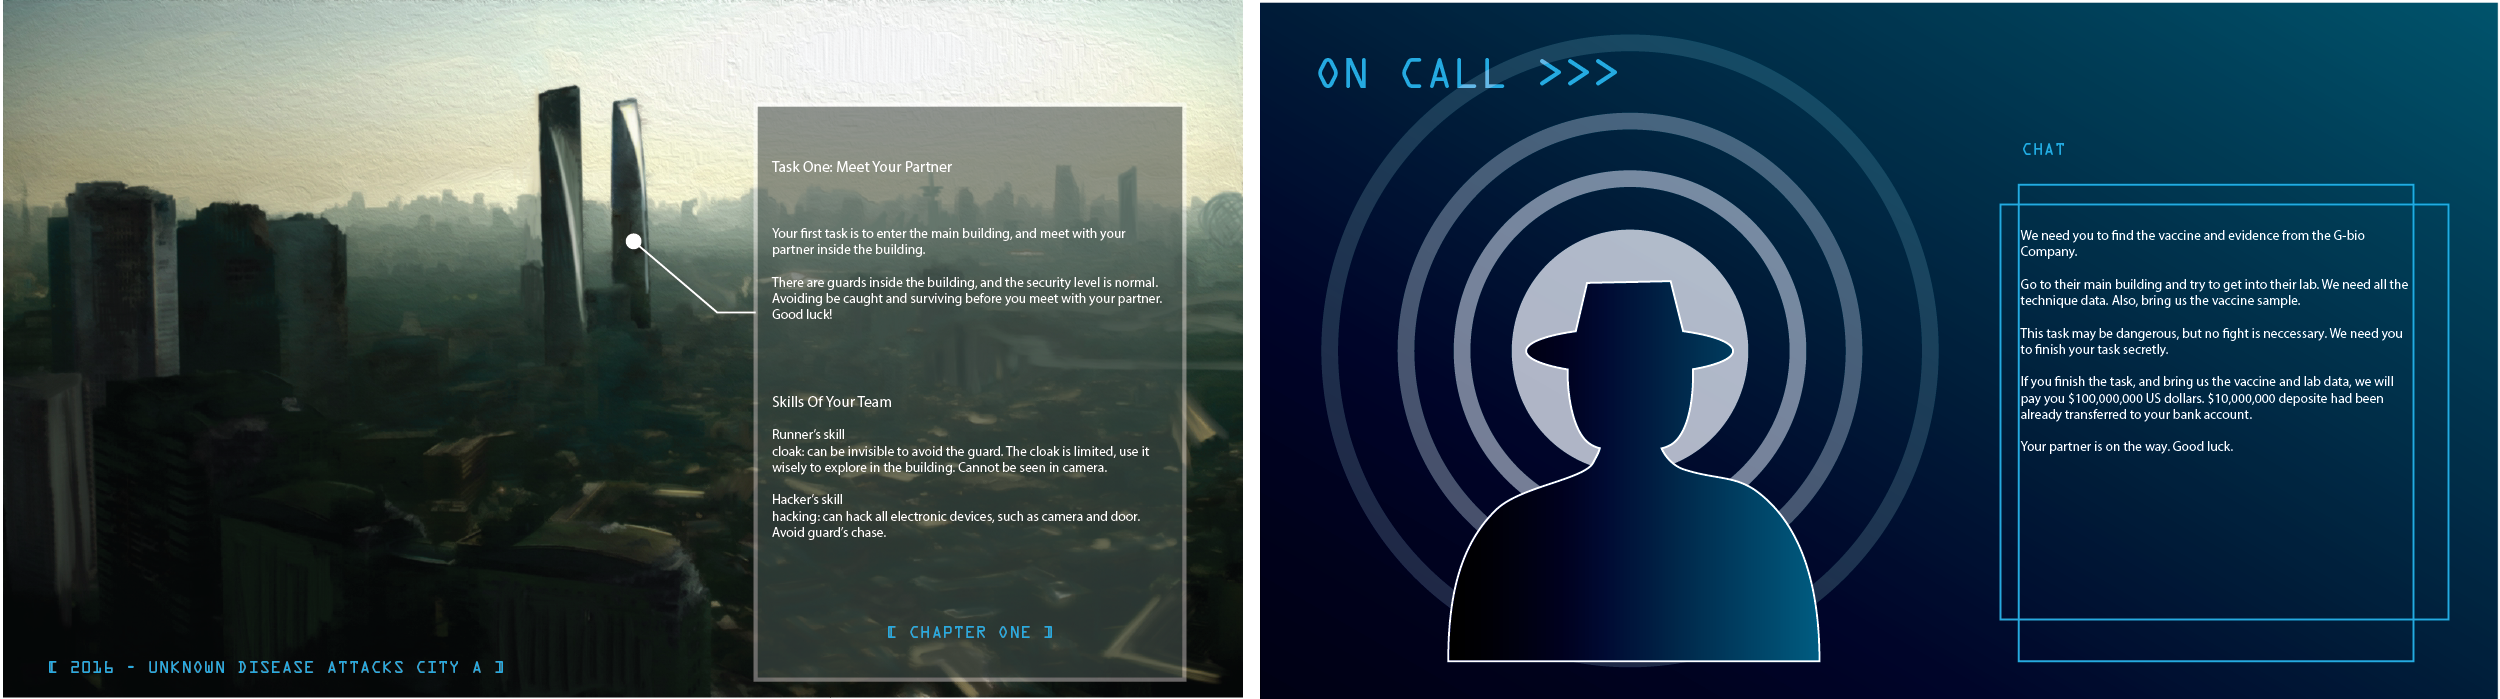 Task One: Meet Your Partner
Your first task is to enter the main building, and meet with your
partner inside the building.
There are guards inside the building, and the security level is normal.
Avoiding be caught and surviving before you meet with your partner.
Good luck!
Skills Of Your Team
Runner’s skill
cloak: can be invisible to avoid the guard. The cloak is limited, use it
wisely to explore in the building. Cannot be seen in camera.
Hacker’s skill
hacking: can hack all electronic devices, such as camera and door.
Avoid guard’s chase.
[ CHAPTER ONE ]
[ 2016 - UNKNOWN DISEASE ATTACKS CITY A ]
ON CALL >>>
CHAT
We need you to find the vaccine and evidence from the G-bio
Company.
Go to their main building and try to get into their lab. We need all the
technique data. Also, bring us the vaccine sample.
This task may be dangerous, but no fight is neccessary. We need you
to finish your task secretly.
If you finish the task, and bring us the vaccine and lab data, we will
pay you $100,000,000 US dollars. $10,000,000 deposite had been
already transferred to your bank account.
Your partner is on the way. Good luck.